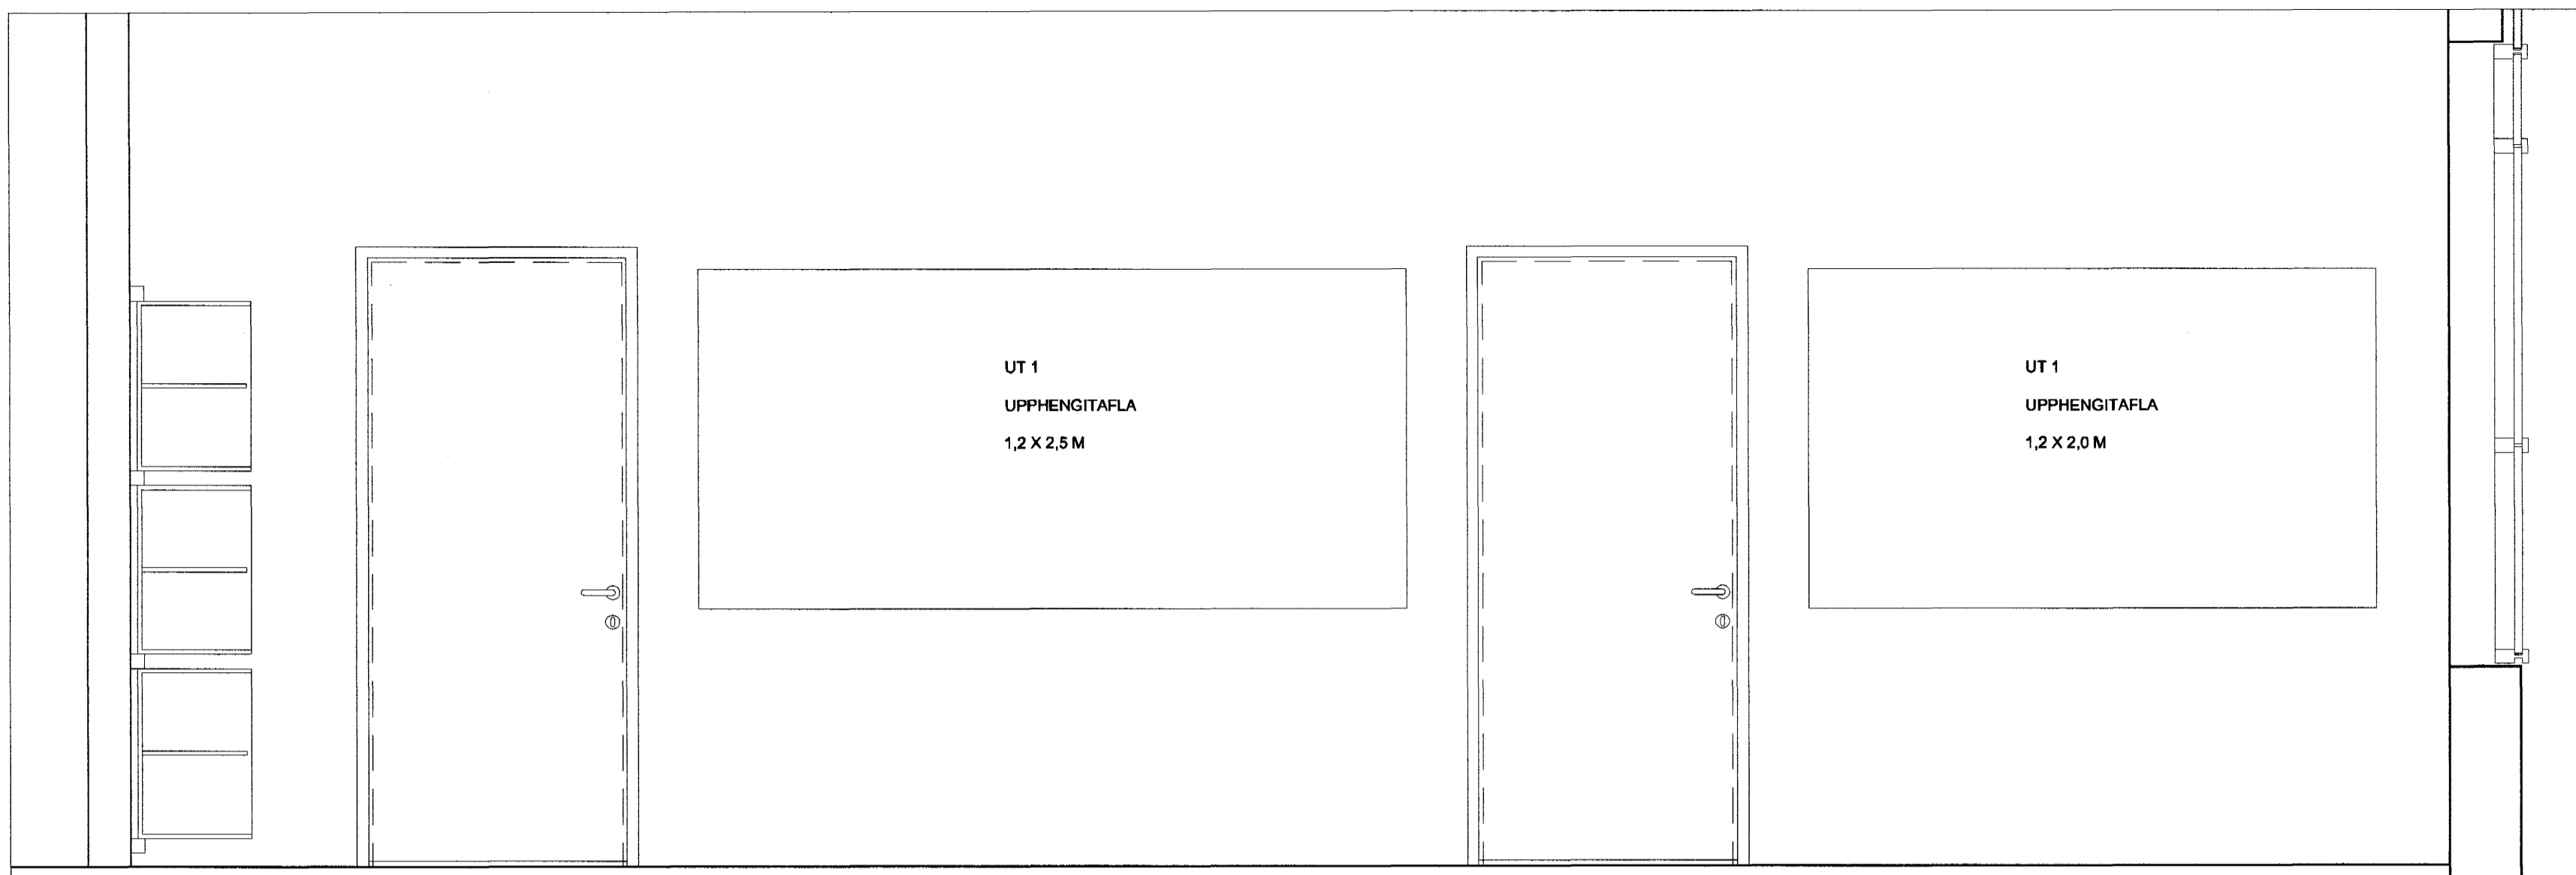 UT 1
UPPHENGITAFLA
1,2 X 2,5 M
UT 1
UPPHENGITAFLA
1,2 X 2,0 M